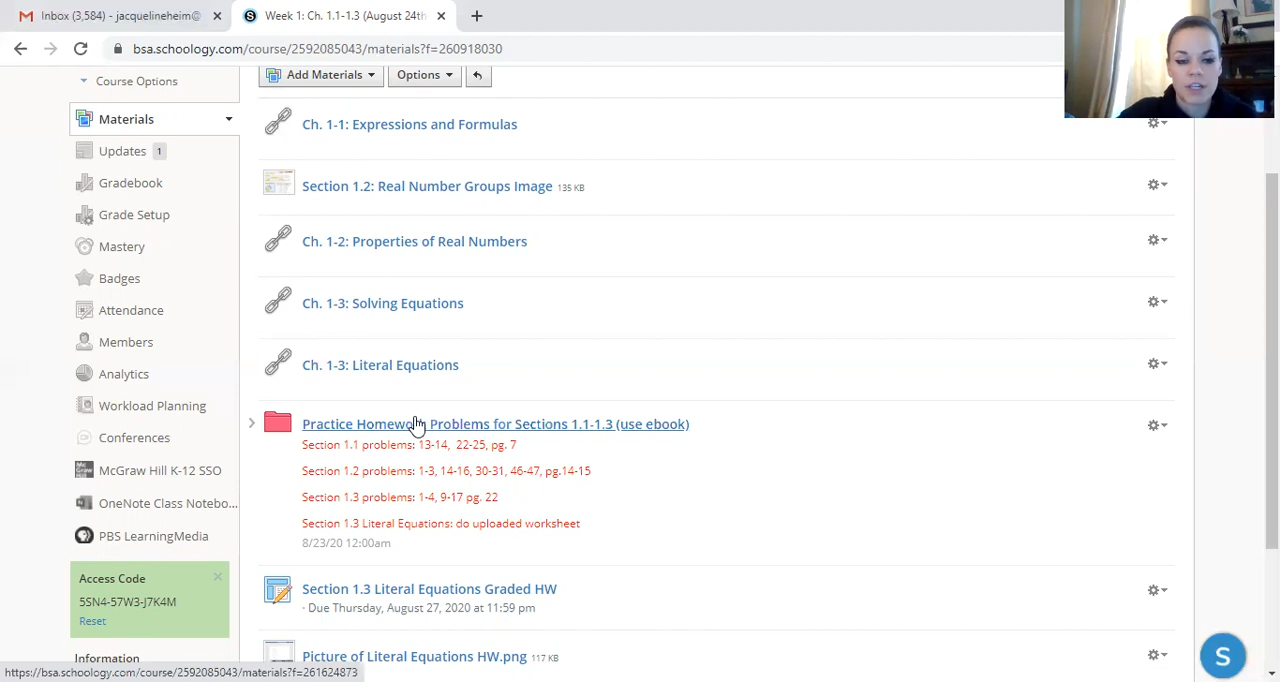 Inbox (3,584) - jacquelineheim@
Week 1: Ch. 1.1-1.3 (August 24th
bsa.schoology.com/course/2592085043/materials?f=260918030
Course Options
Add Materials
Options
Materials
Updates 1
Gradebook
Grade Setup
Mastery
Badges
Attendance
Members
Analytics
Workload Planning
Conferences
McGraw Hill K-12 SSO
OneNote Class Notebo...
PBS LearningMedia
Access Code
5SN4-57W3-J7K4M
Reset
Information
Ch. 1-1: Expressions and Formulas
Section 1.2: Real Number Groups Image 135 KB
Ch. 1-2: Properties of Real Numbers
Ch. 1-3: Solving Equations
Ch. 1-3: Literal Equations
Practice Homework Problems for Sections 1.1-1.3 (use ebook)
Section 1.1 problems: 13-14, 22-25, pg. 7
Section 1.2 problems: 1-3, 14-16, 30-31, 46-47, pg.14-15
Section 1.3 problems: 1-4, 9-17 pg. 22
Section 1.3 Literal Equations: do uploaded worksheet
8/23/20 12:00am
Section 1.3 Literal Equations Graded HW
· Due Thursday, August 27, 2020 at 11:59 pm
Picture of Literal Equations HW.png 117 KB
S
https://bsa.schoology.com/course/2592085043/materials?f=261624873